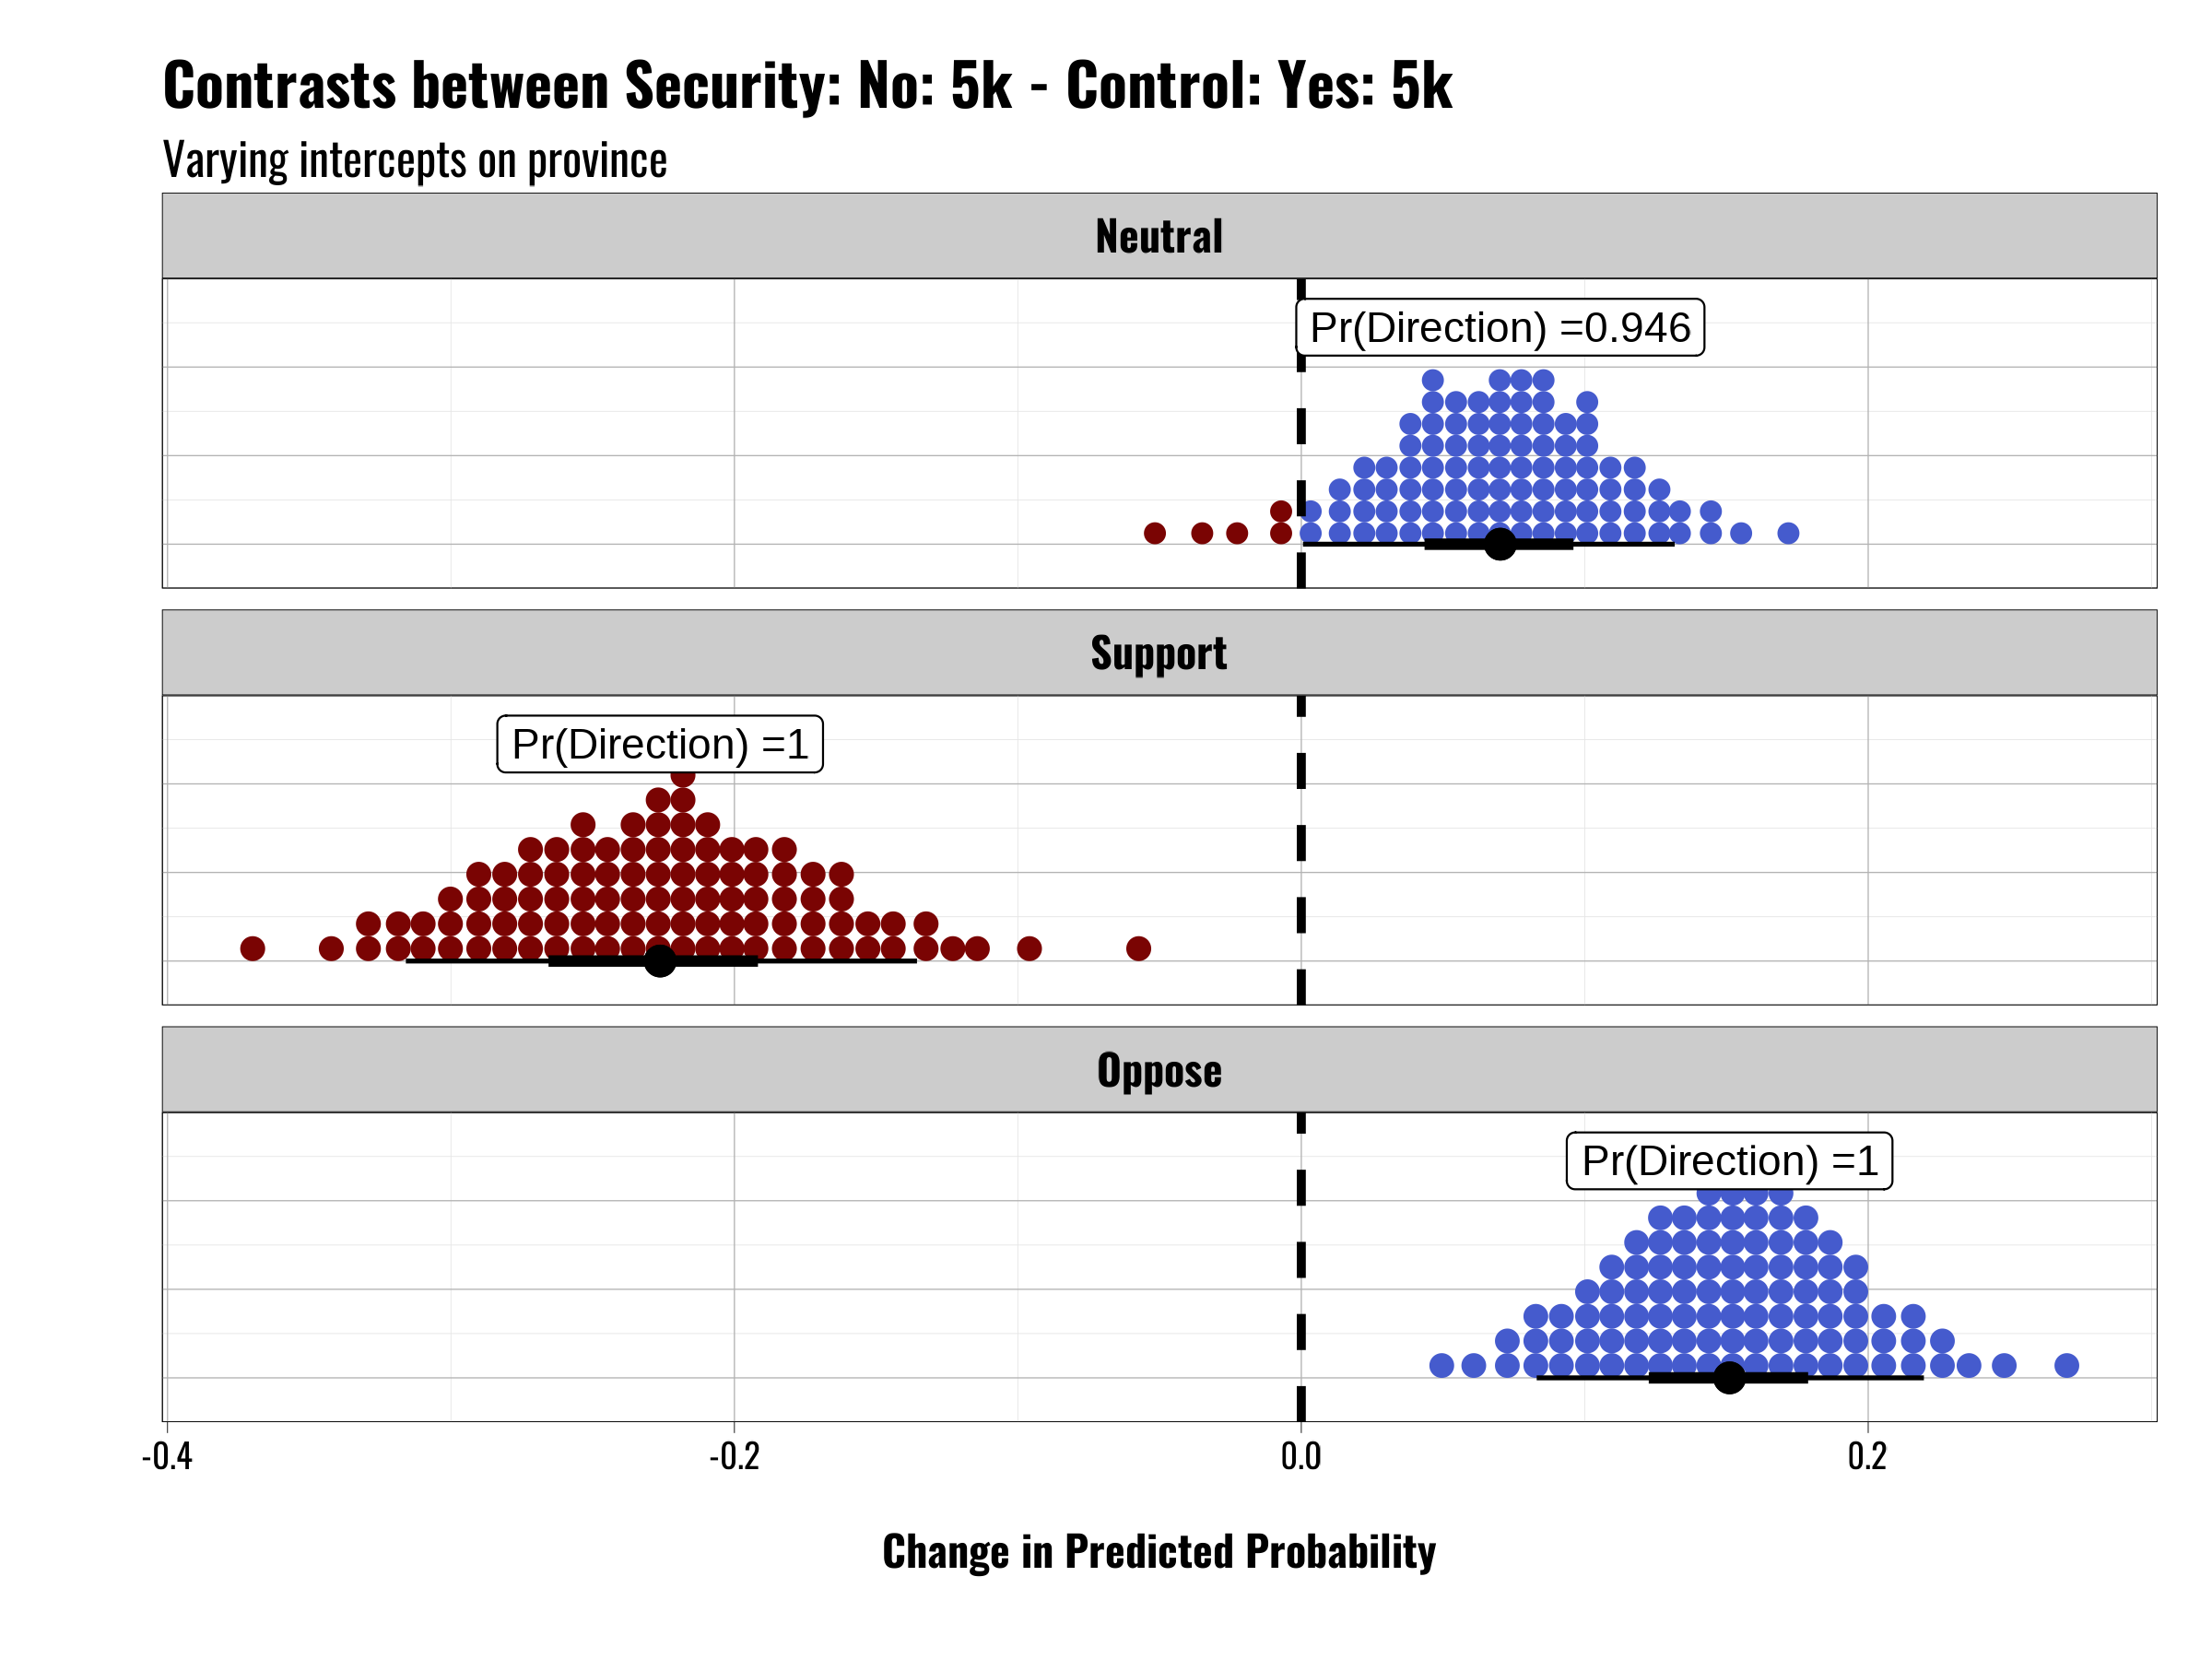 Contrasts between Security: No: 5k - Control: Yes: 5k
Varying intercepts on province
Neutral
Pr(Direction) =0.946
Support
Pr(Direction) =1
Oppose
Pr(Direction) =1
-0.4 -0.2 0.0 0.2
Change in Predicted Probability